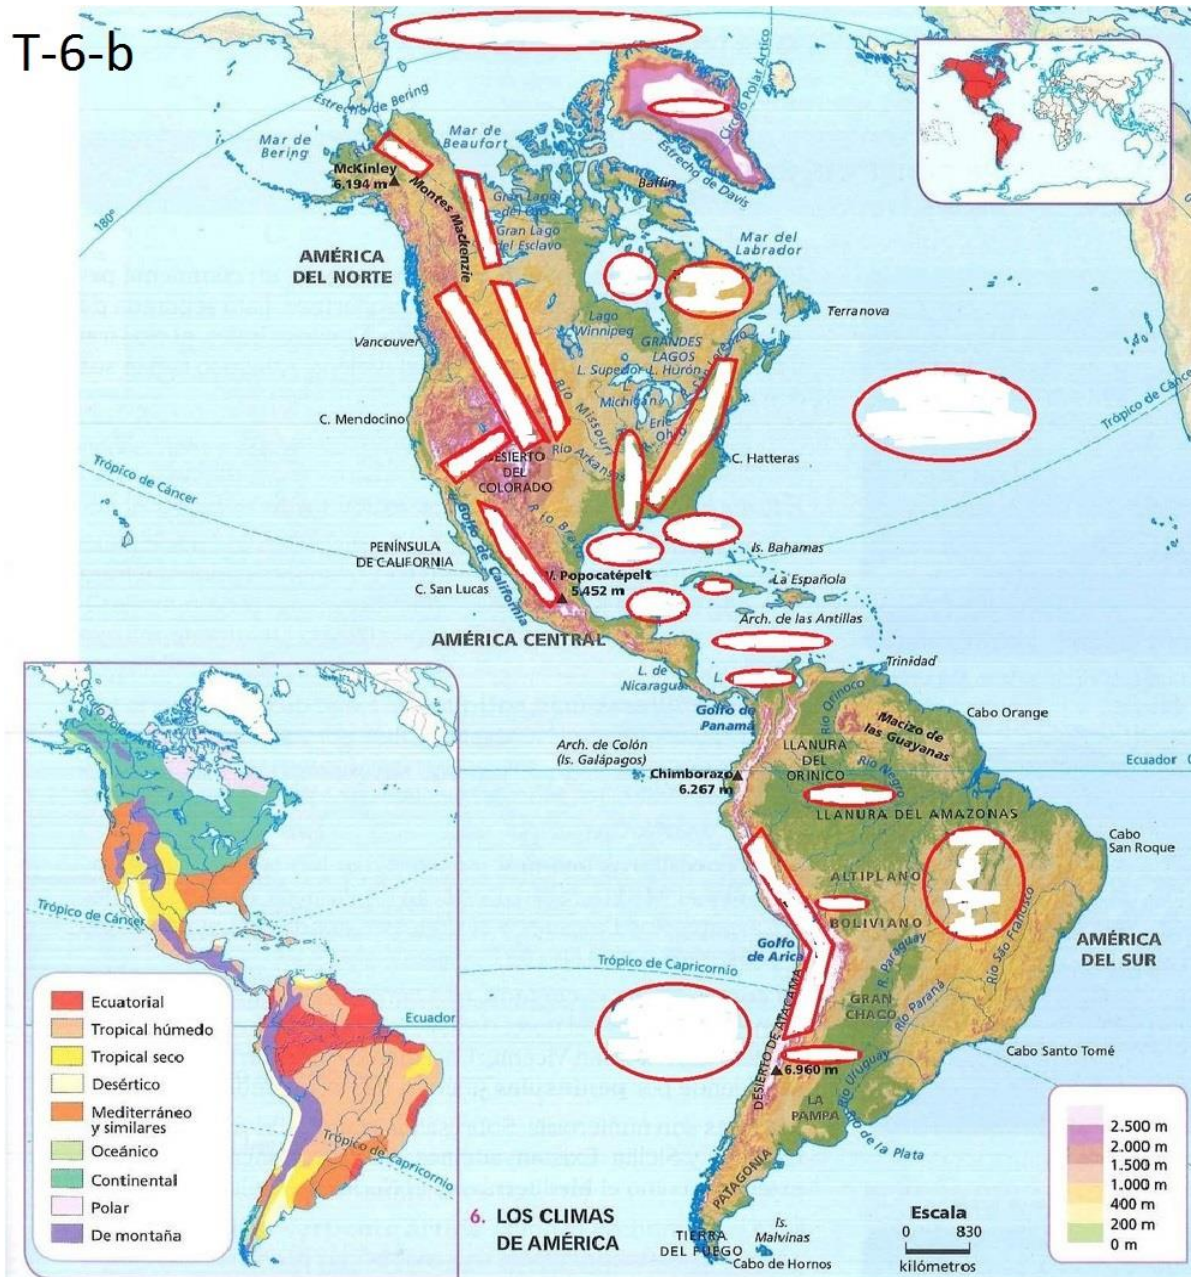 T-6-b
Estrecho de Bering
Mar de
Bering
Mar de
Beaufort
Círculo Polar Ártico
Estrecho de Davis
McKinley
6.194 m
Montes Mackenzie
Baffin
180º
Gran Lago
del Oso
Gran Lago
del Esclavo
AMÉRICA
DEL NORTE
Mar del
Labrador
Terranova
Lago
Winnipeg
Vancouver
GRANDES
LAGOS
L. Superior
L. Hurón
L.
Michigan
Erie
Ohio
R. San Lorenzo
Río Missouri
Río Arkansas
C. Mendocino
Trópico de Cáncer
C. Hatteras
DESIERTO
DEL
COLORADO
Trópico de Cáncer
Río Bravo
Golfo de California
PENÍNSULA
DE CALIFORNIA
Is. Bahamas
C. San Lucas
V. Popocatépelt
5.452 m
La Española
Arch. de las Antillas
AMÉRICA CENTRAL
L. de
Nicaragua
L.
Trinidad
Golfo de
Panamá
Río Orinoco
Cabo Orange
Macizo de
las Guayanas
Arch. de Colón
(Is. Galápagos)
LLANURA
DEL
ORINICO
Río Negro
Ecuador
Chimborazo
6.267 m
LLANURA DEL AMAZONAS
Cabo
San Roque
ALTIPLANO
BOLIVIANO
Río São Francisco
Golfo
de Arica
R. Paraguay
AMÉRICA
DEL SUR
Trópico de Capricornio
GRAN
CHACO
Río Paraná
DESIERTO DE ATACAMA
Cabo Santo Tomé
6.960 m
Río Uruguay
LA
PAMPA
Río de la Plata
PATAGONIA
Is.
Malvinas
TIERRA
DEL FUEGO
Cabo de Hornos
Escala
0 830
kilómetros
2.500 m
2.000 m
1.500 m
1.000 m
400 m
200 m
0 m
Círculo Polar Ártico
Trópico de Cáncer
Ecuador
Trópico de Capricornio
Ecuatorial
Tropical húmedo
Tropical seco
Desértico
Mediterráneo
y similares
Oceánico
Continental
Polar
De montaña
6. LOS CLIMAS
DE AMÉRICA